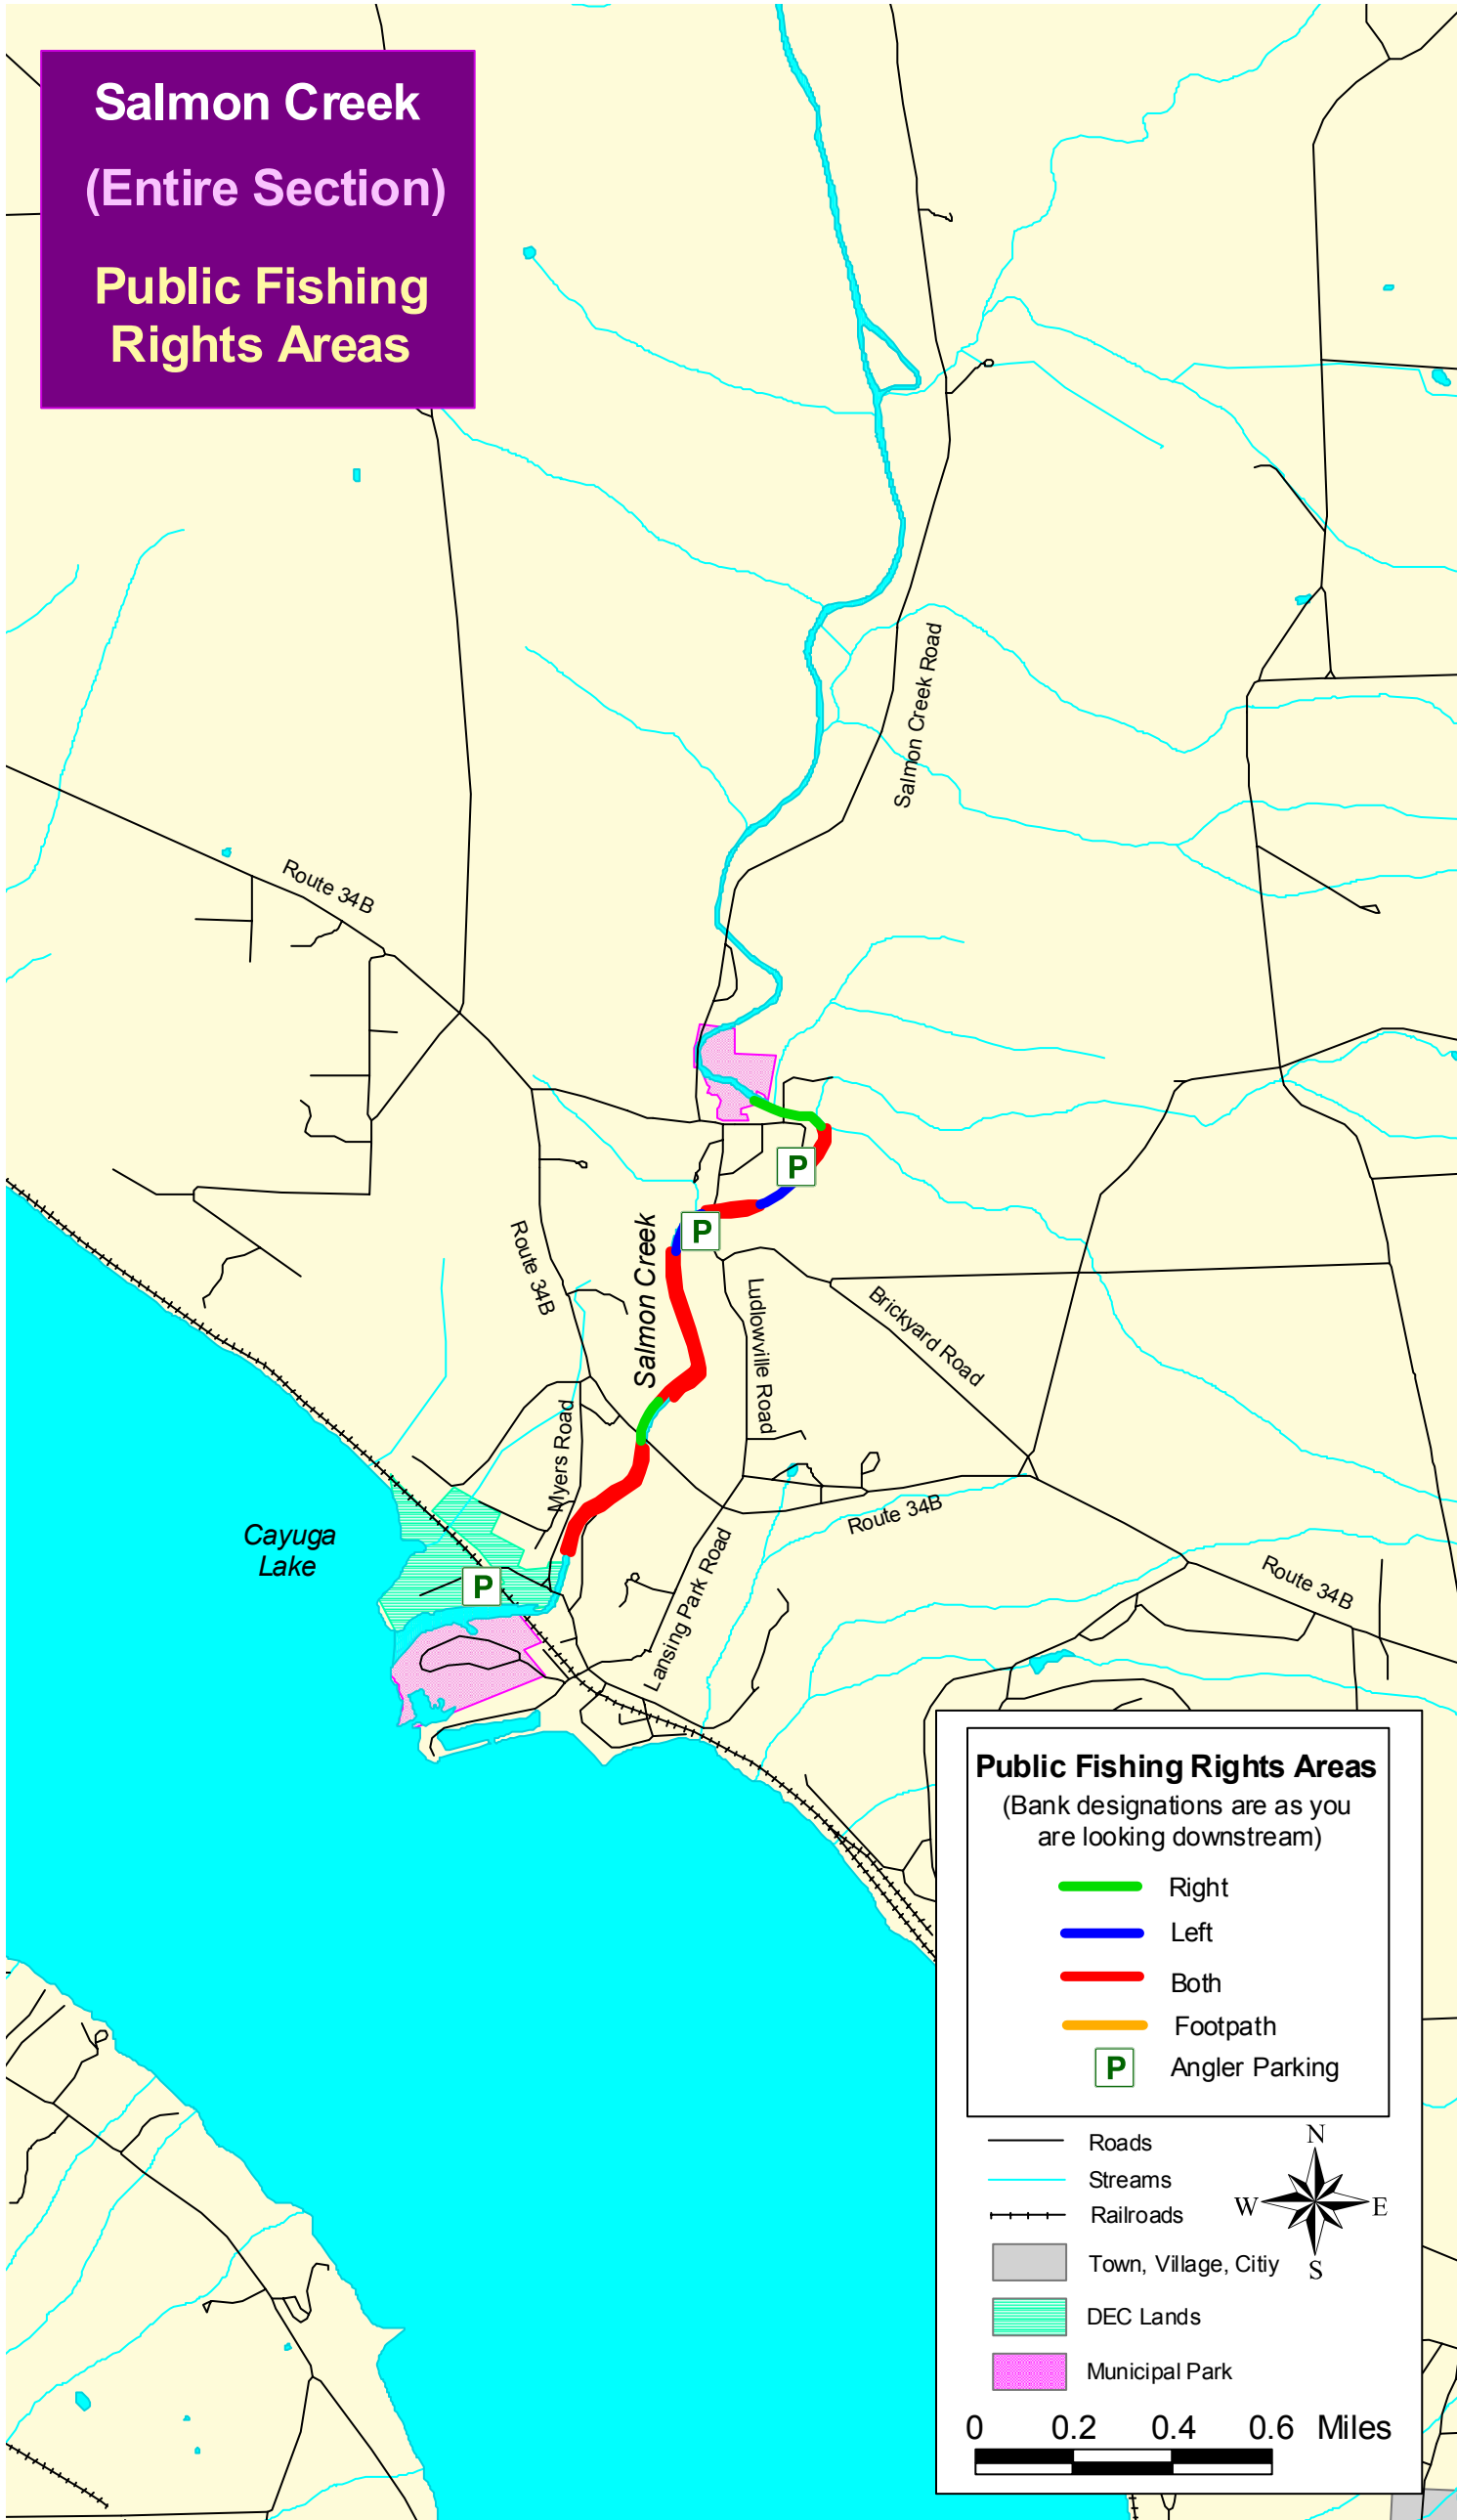 Salmon Creek
(Entire Section)
Public Fishing
Rights Areas
Salmon Creek Road
Route 34B
Route 34B
Salmon Creek
Ludlowville Road
Brickyard Road
Myers Road
Route 34B
Cayuga
Lake
Lansing Park Road
Route 34B
P
P
P
Public Fishing Rights Areas
(Bank designations are as you
are looking downstream)
Right
Left
Both
Footpath
P Angler Parking
Roads
Streams
Railroads
Town, Village, Citiy
DEC Lands
Municipal Park
N
W E
S
0 0.2 0.4 0.6 Miles